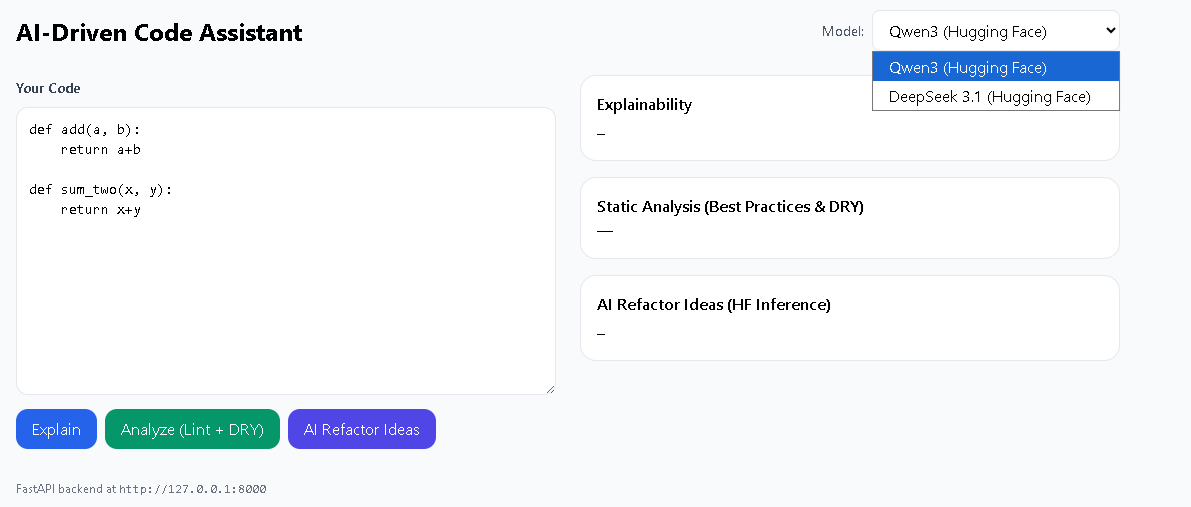 AI-Driven Code Assistant
Model: Qwen3 (Hugging Face)
Qwen3 (Hugging Face)
DeepSeek 3.1 (Hugging Face)
Your Code
def add(a, b):
    return a+b
def sum_two(x, y):
    return x+y
Explain
Analyze (Lint + DRY)
AI Refactor Ideas
Explainability
–
Static Analysis (Best Practices & DRY)
—
AI Refactor Ideas (HF Inference)
–
FastAPI backend at http://127.0.0.1:8000